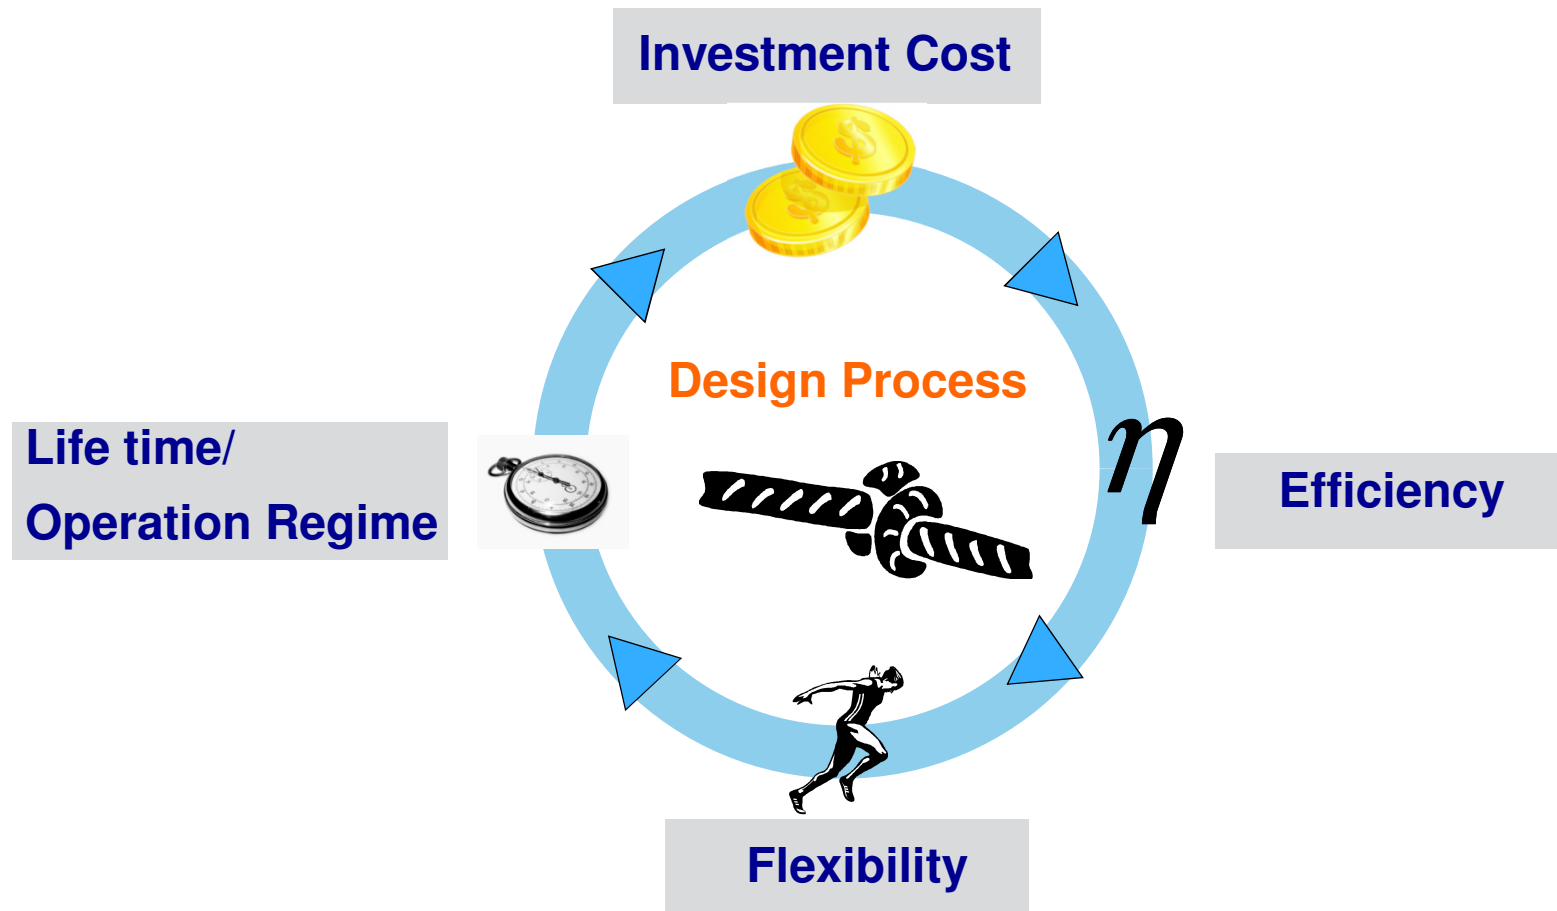 Investment Cost
Design Process
η
Life time/
Operation Regime
Efficiency
Flexibility